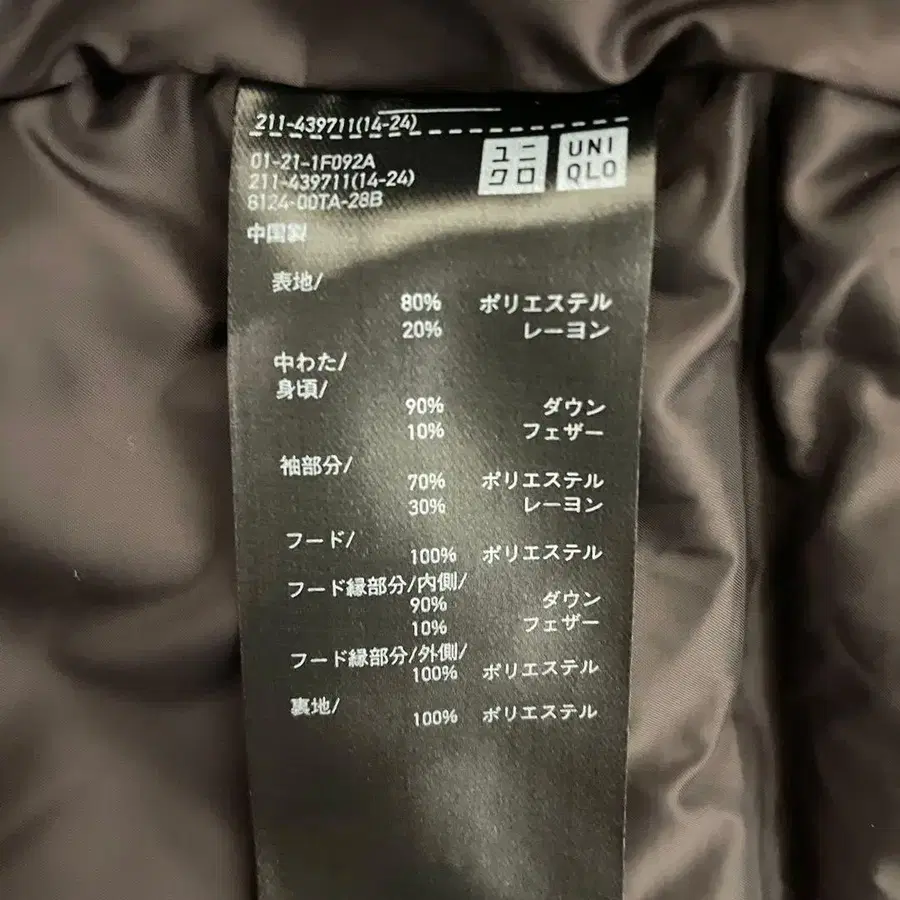 211-439711(14-24)
ユニクロ
UNIQLO
01-21-1F092A
211-439711(14-24)
8124-00TA-28B
中国製
表地/
80% ポリエステル
20% レーヨン
中わた/
身頃/
90% ダウン
10% フェザー
袖部分/
70% ポリエステル
30% レーヨン
フード/
100% ポリエステル
フード縁部分/内側/
90% ダウン
10% フェザー
フード縁部分/外側/
100% ポリエステル
裏地/
100% ポリエステル